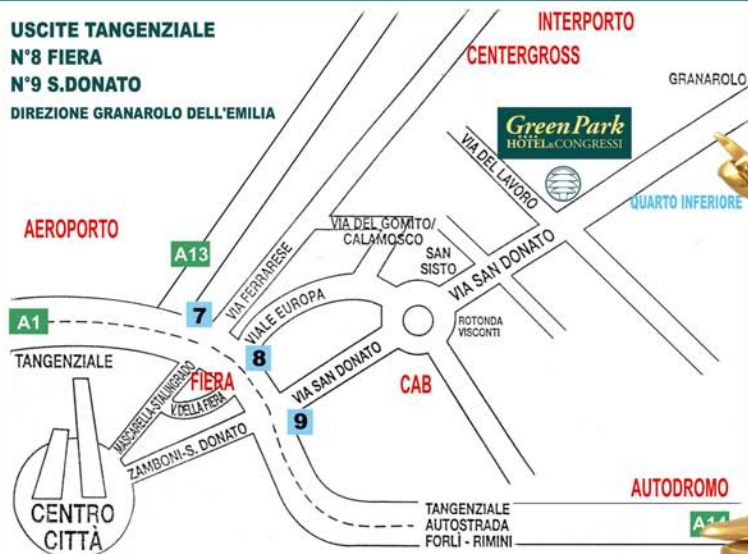 USCITE TANGENZIALE
N°8 FIERA
N°9 S.DONATO
DIREZIONE GRANAROLO DELL'EMILIA
INTERPORTO
CENTERGROSS
GRANAROLO
GreenPark
HOTEL&CONGRESSI
VIA DEL LAVORO
QUARTO INFERIORE
AEROPORTO
A13
VIA DEL GOMITO/
CALAMOSCO
SAN
SISTO
VIA SAN DONATO
VIA FERRARESE
VIALE EUROPA
ROTONDA
VISCONTI
A1
7
8
9
TANGENZIALE
FIERA
MASCARELLA-STALINGRADO
V. DELLA FIERA
VIA SAN DONATO
CAB
ZAMBONI-S. DONATO
CENTRO
CITTÀ
TANGENZIALE
AUTOSTRADA
FORLÌ - RIMINI
AUTODROMO
A14